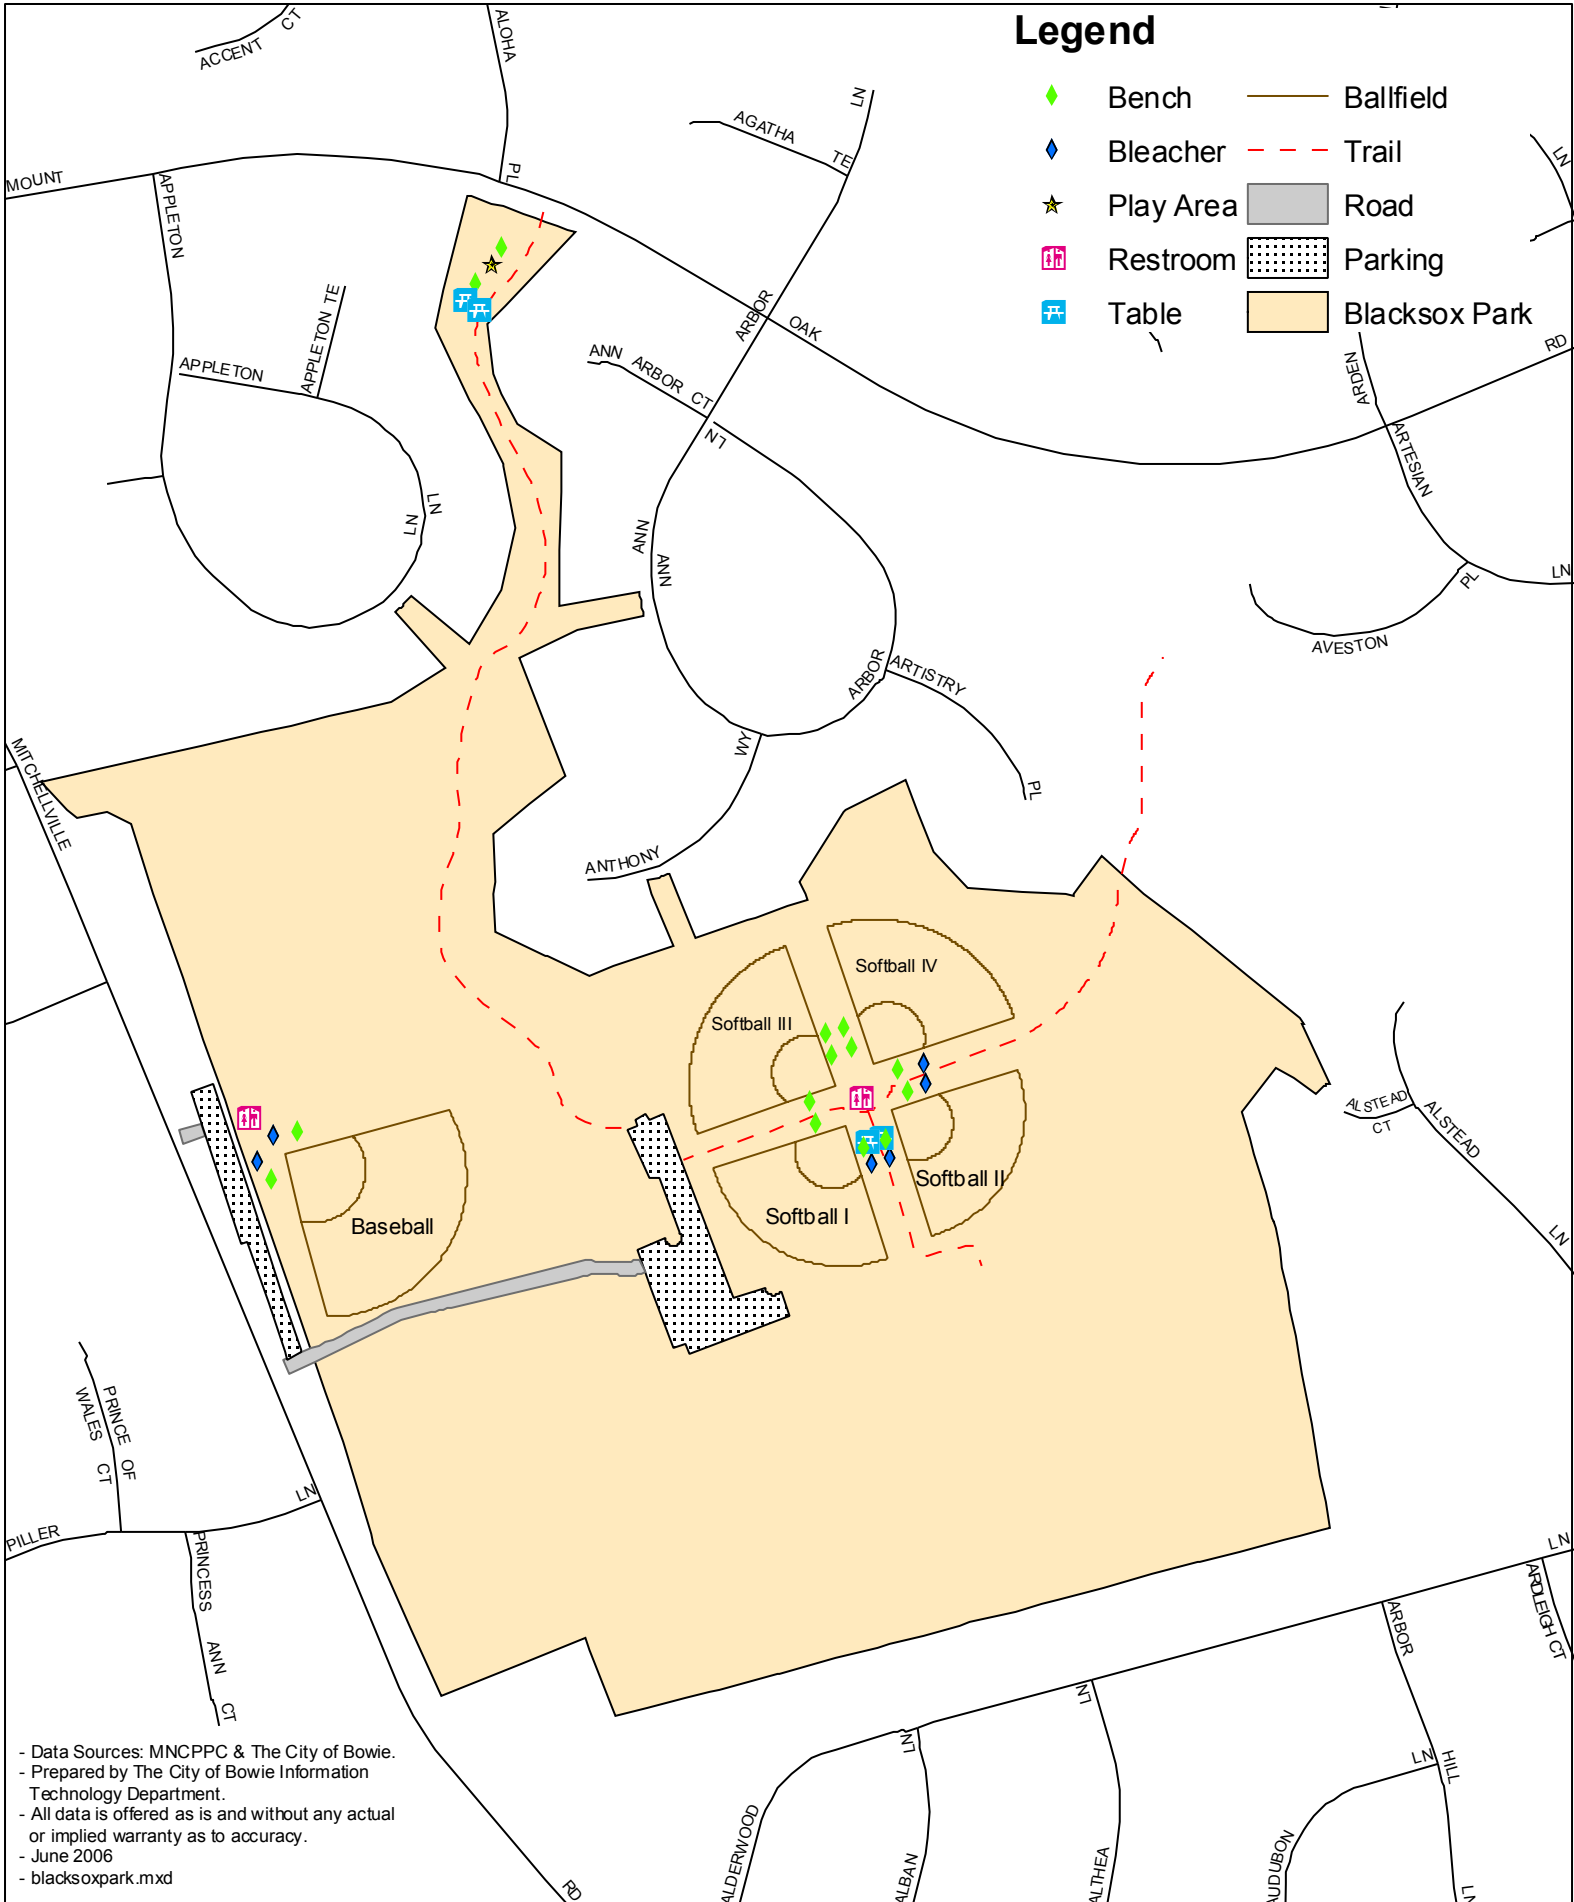 Legend
Bench
Ballfield
Bleacher
Trail
Play Area
Road
Restroom
Parking
Table
Blacksox Park
ACCENT CT
ALOHA
PL
MOUNT
APPLETON
AGATHA
TE
LN
LN
ARBOR
OAK
RD
APPLETON TE
APPLETON
ANN ARBOR CT
LN
ARDEN
ARTESIAN
LN
LN
ANN
ANN
PL
LN
AVESTON
ARBOR
ARTISTRY
PL
WY
MITCHELLVILLE
ANTHONY
Softball IV
Softball III
Softball II
Softball I
Baseball
ALSTEAD
CT
ALSTEAD
LN
PRINCE OF
WALES CT
LN
PILLER
PRINCESS ANN CT
LN
ARDLEIGH CT
ARBOR
HILL
LN
LN
LN
LN
ALDERWOOD
ALBAN
ALTHEA
AUDUBON
RD
- Data Sources: MNCPPC & The City of Bowie.
- Prepared by The City of Bowie Information
Technology Department.
- All data is offered as is and without any actual
or implied warranty as to accuracy.
- June 2006
- blacksoxpark.mxd